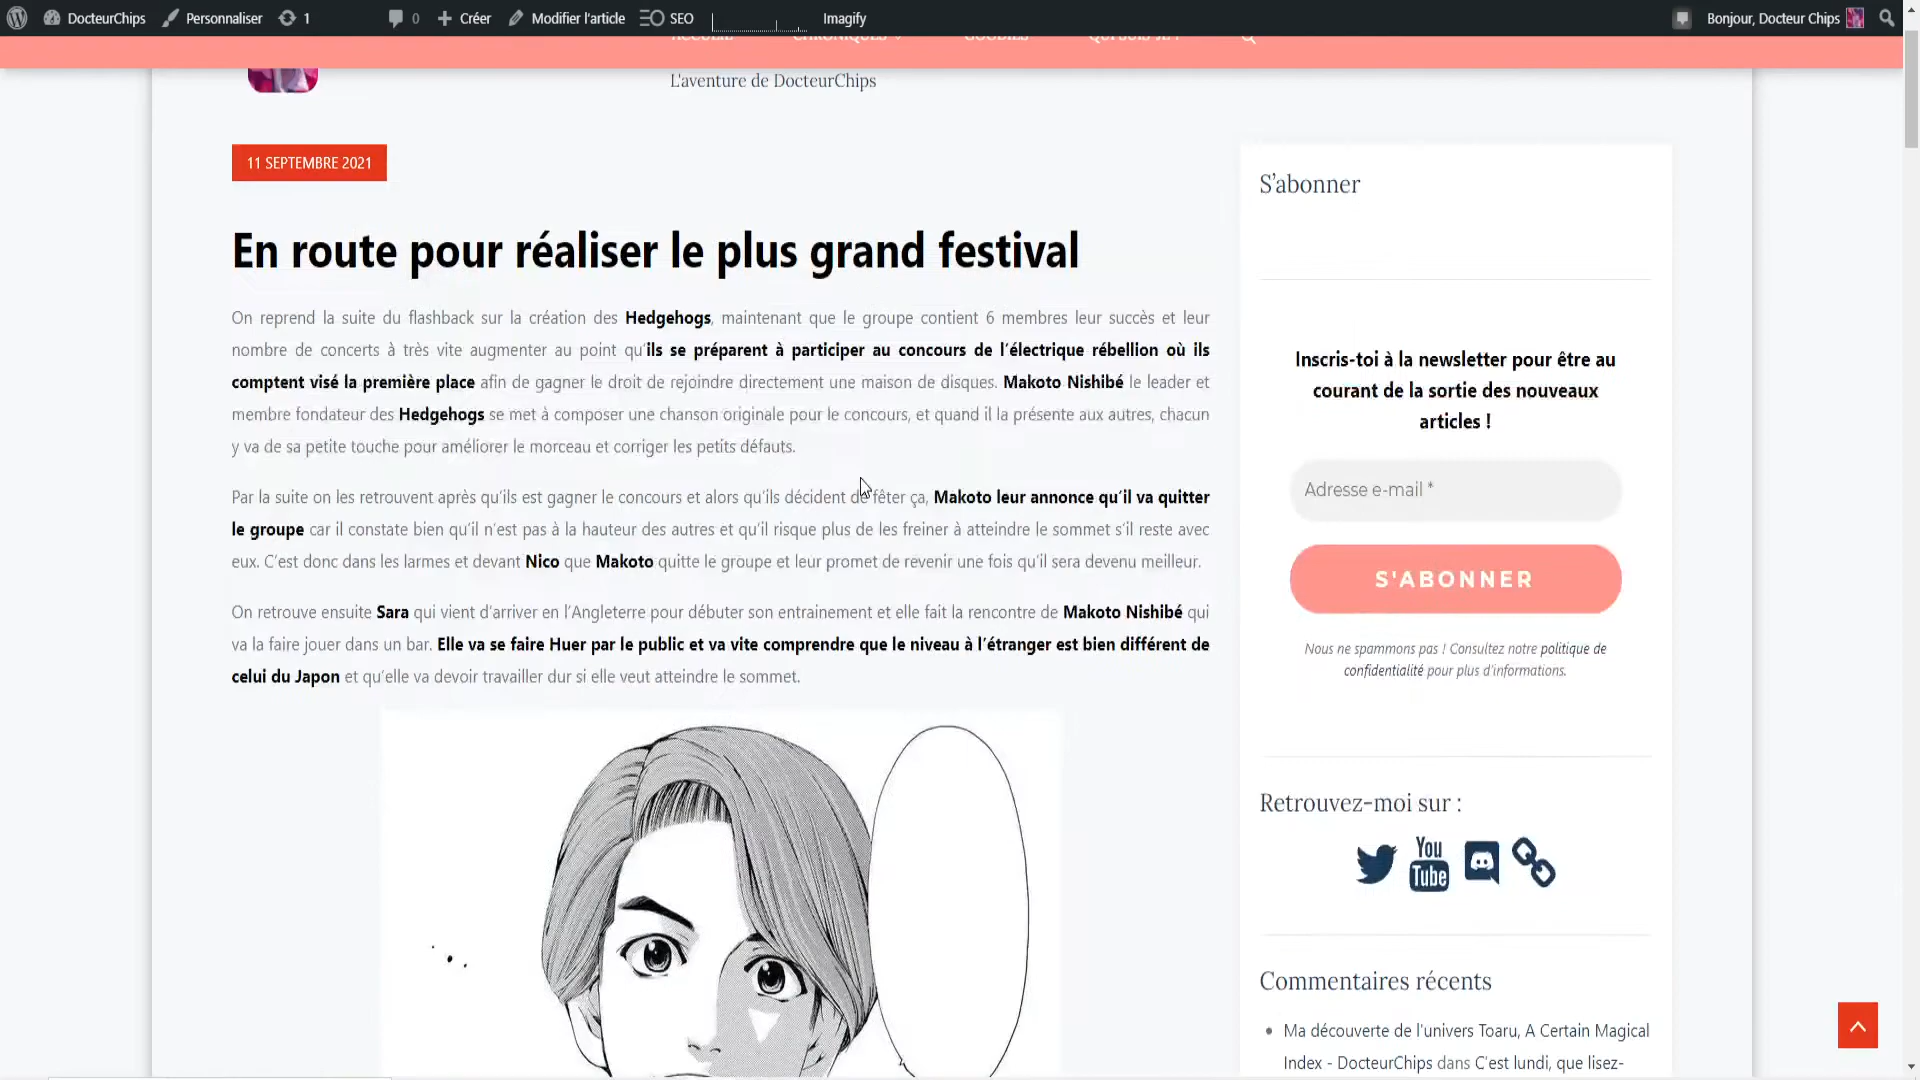 DocteurChips Personnaliser 1 0 Créer Modifier l'article SEO Imagify Bonjour, Docteur Chips
ACCUEIL CHRONIQUES GOODIES QUI SUIS-JE ?
L'aventure de DocteurChips
11 SEPTEMBRE 2021
En route pour réaliser le plus grand festival
On reprend la suite du flashback sur la création des Hedgehogs, maintenant que le groupe contient 6 membres leur succès et leur
nombre de concerts à très vite augmenter au point qu'ils se préparent à participer au concours de l'électrique rébellion où ils
comptent visé la première place afin de gagner le droit de rejoindre directement une maison de disques. Makoto Nishibé le leader et
membre fondateur des Hedgehogs se met à composer une chanson originale pour le concours, et quand il la présente aux autres, chacun
y va de sa petite touche pour améliorer le morceau et corriger les petits défauts.
Par la suite on les retrouvent après qu'ils est gagner le concours et alors qu'ils décident de fêter ça, Makoto leur annonce qu'il va quitter
le groupe car il constate bien qu'il n'est pas à la hauteur des autres et qu'il risque plus de les freiner à atteindre le sommet s'il reste avec
eux. C'est donc dans les larmes et devant Nico que Makoto quitte le groupe et leur promet de revenir une fois qu'il sera devenu meilleur.
On retrouve ensuite Sara qui vient d'arriver en l'Angleterre pour débuter son entrainement et elle fait la rencontre de Makoto Nishibé qui
va la faire jouer dans un bar. Elle va se faire Huer par le public et va vite comprendre que le niveau à l'étranger est bien différent de
celui du Japon et qu'elle va devoir travailler dur si elle veut atteindre le sommet.
S'abonner
Inscris-toi à la newsletter pour être au
courant de la sortie des nouveaux
articles !
Adresse e-mail *
S'ABONNER
Nous ne spammons pas ! Consultez notre politique de
confidentialité pour plus d'informations.
Retrouvez-moi sur :
You
Tube
Commentaires récents
Ma découverte de l'univers Toaru, A Certain Magical
Index - DocteurChips dans C'est lundi, que lisez-